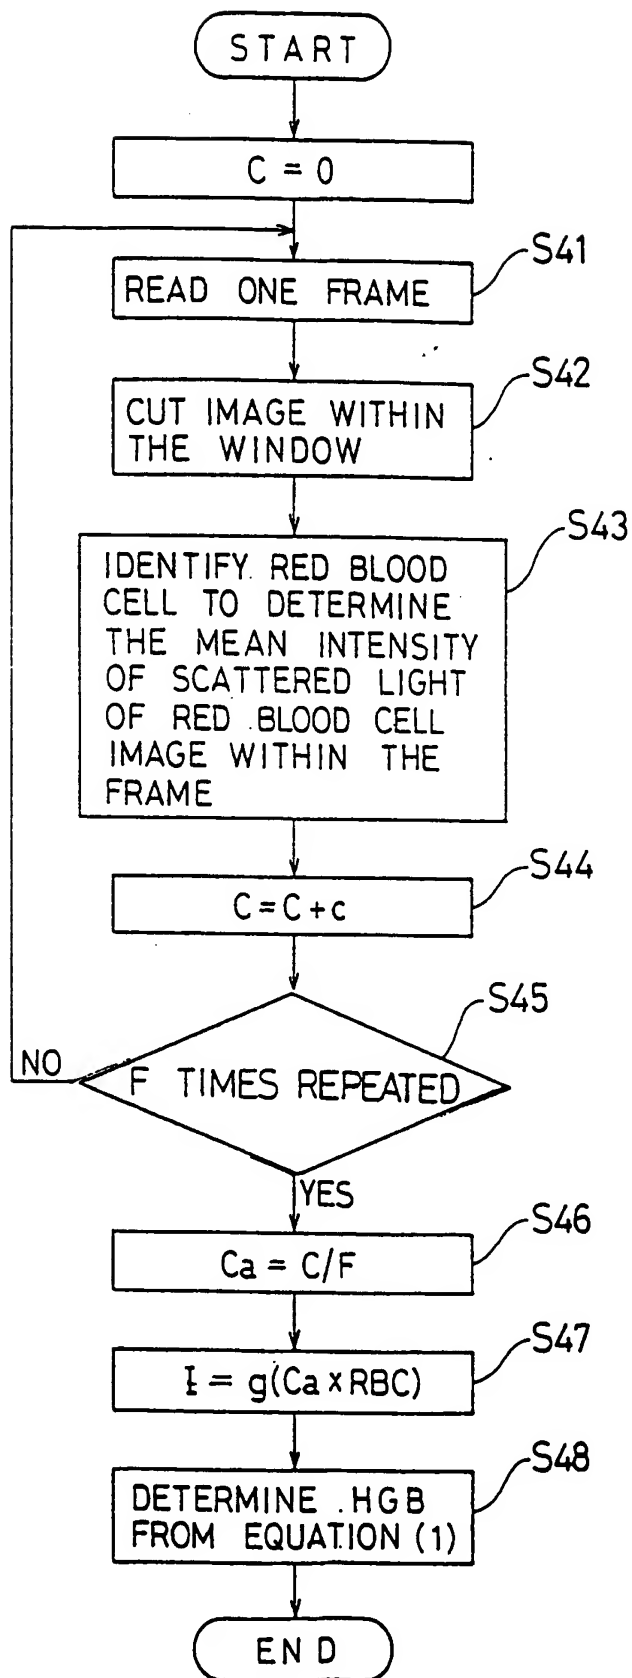 START
C = 0
S41
READ ONE FRAME
S42
CUT IMAGE WITHIN
THE WINDOW
S43
IDENTIFY RED BLOOD
CELL TO DETERMINE
THE MEAN INTENSITY
OF SCATTERED LIGHT
OF RED BLOOD CELL
IMAGE WITHIN THE
FRAME
S44
C = C + c
S45
NO
F TIMES REPEATED
YES
S46
Ca = C/F
S47
I = g(Ca × RBC)
S48
DETERMINE HGB
FROM EQUATION (1)
END